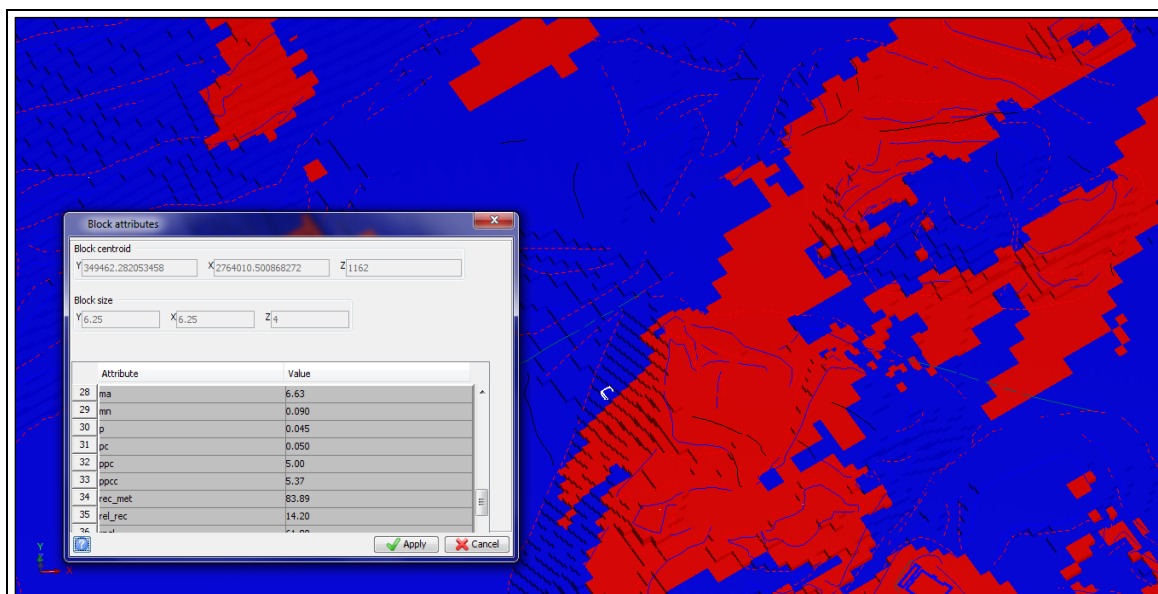 Block attributes
Block centroid
Y 349462.282053458 X 2764010.500868272 Z 1162
Block size
Y 6.25 X 6.25 Z 4
Attribute Value
28 ma 6.63
29 mn 0.090
30 p 0.045
31 pc 0.050
32 ppc 5.00
33 ppcc 5.37
34 rec_met 83.89
35 rel_rec 14.20
Apply Cancel
Y
Z X